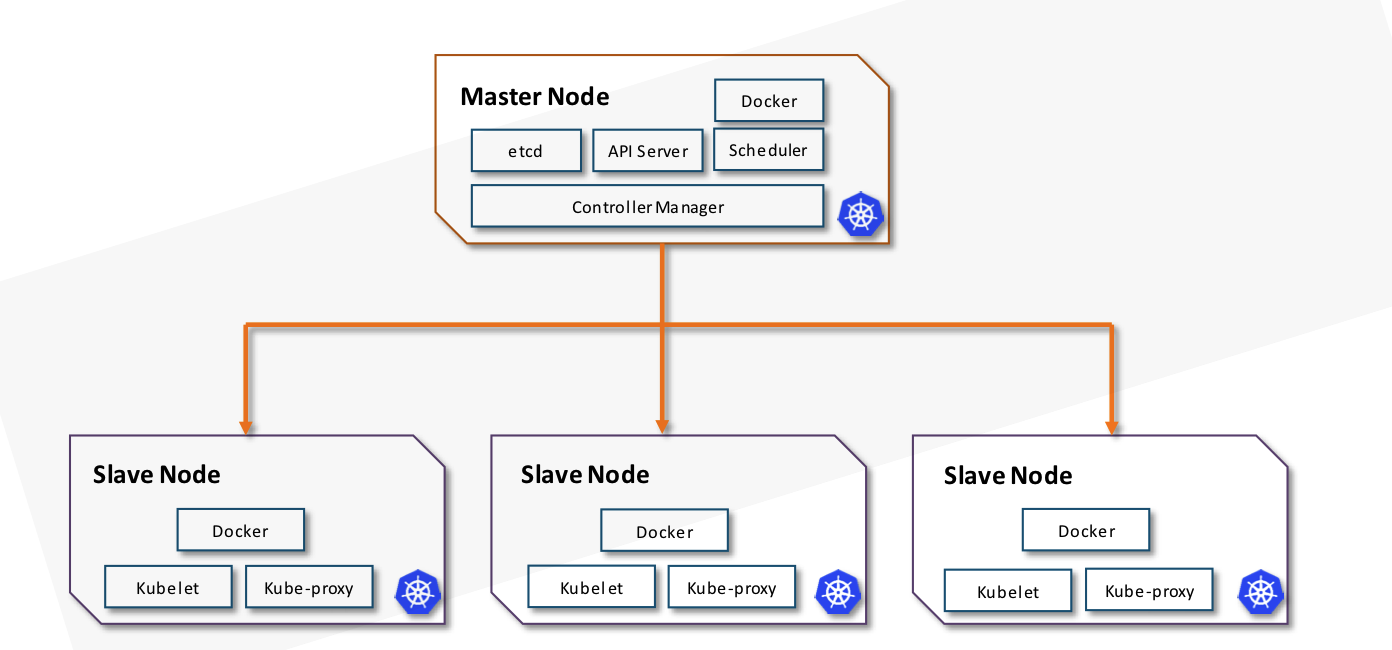 Master Node
Docker
etcd
API Server
Scheduler
Controller Manager
Slave Node
Docker
Kubelet
Kube-proxy
Slave Node
Docker
Kubelet
Kube-proxy
Slave Node
Docker
Kubelet
Kube-proxy